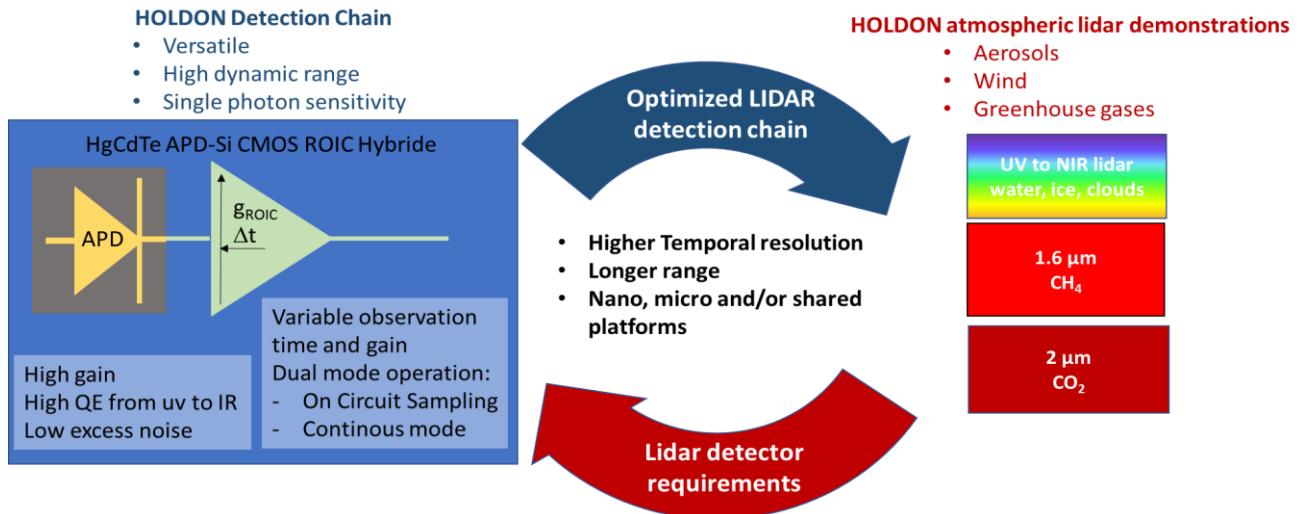 HOLDON Detection Chain
• Versatile
• High dynamic range
• Single photon sensitivity
HgCdTe APD-Si CMOS ROIC Hybride
APD
gROIC
Δt
High gain
High QE from uv to IR
Low excess noise
Variable observation
time and gain
Dual mode operation:
- On Circuit Sampling
- Continous mode
Optimized LIDAR
detection chain
• Higher Temporal resolution
• Longer range
• Nano, micro and/or shared
platforms
Lidar detector
requirements
HOLDON atmospheric lidar demonstrations
• Aerosols
• Wind
• Greenhouse gases
UV to NIR lidar
water, ice, clouds
1.6 µm
CH₄
2 µm
CO₂